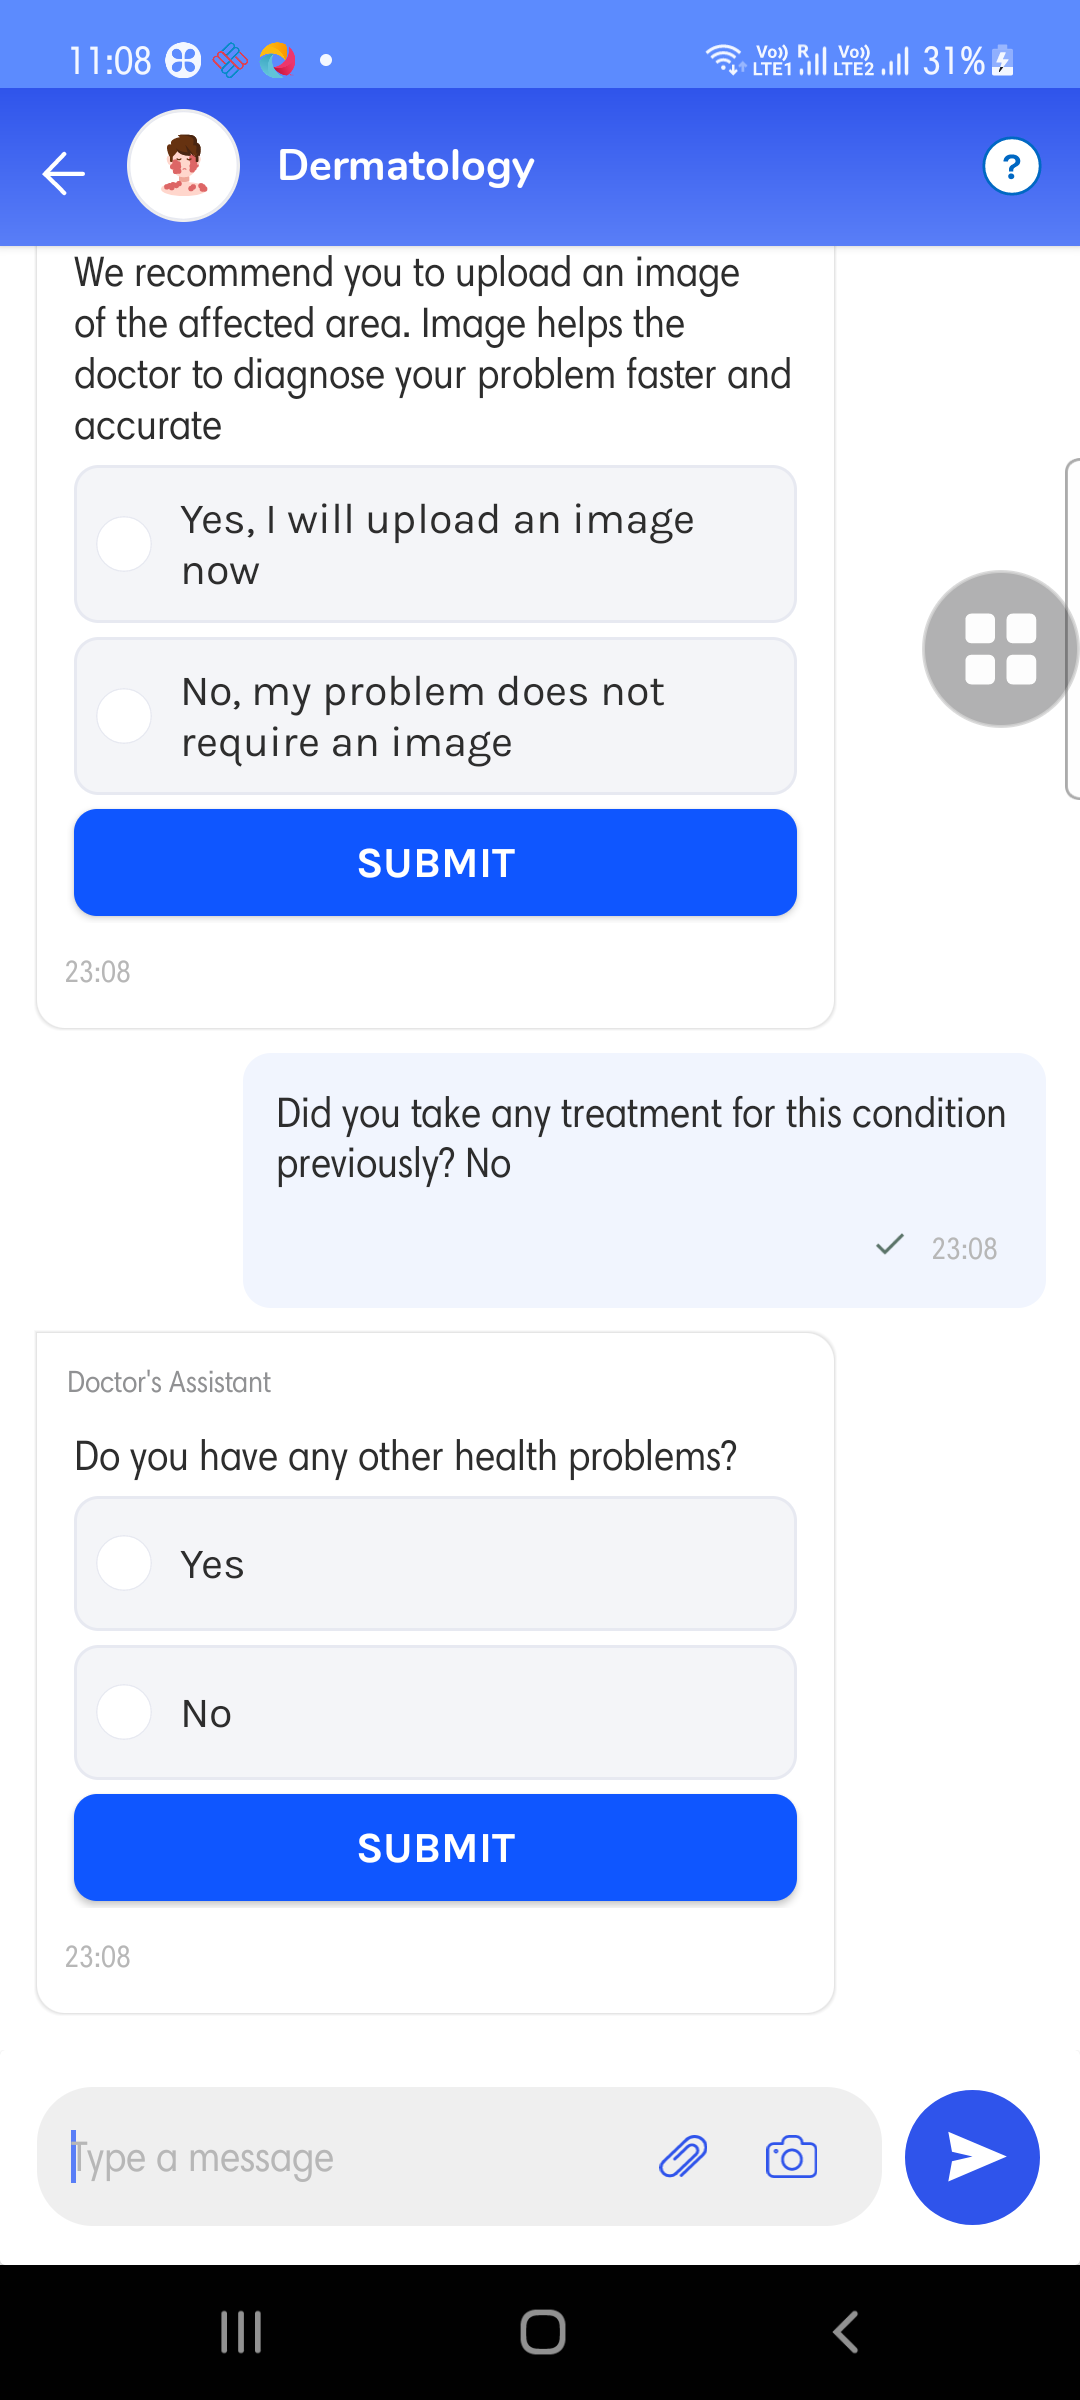 11:08
Vo)) R Vo)) 31%
LTE1 LTE2
Dermatology
?
We recommend you to upload an image
of the affected area. Image helps the
doctor to diagnose your problem faster and
accurate
Yes, I will upload an image
now
No, my problem does not
require an image
SUBMIT
23:08
Did you take any treatment for this condition
previously? No
23:08
Doctor's Assistant
Do you have any other health problems?
Yes
No
SUBMIT
23:08
Type a message